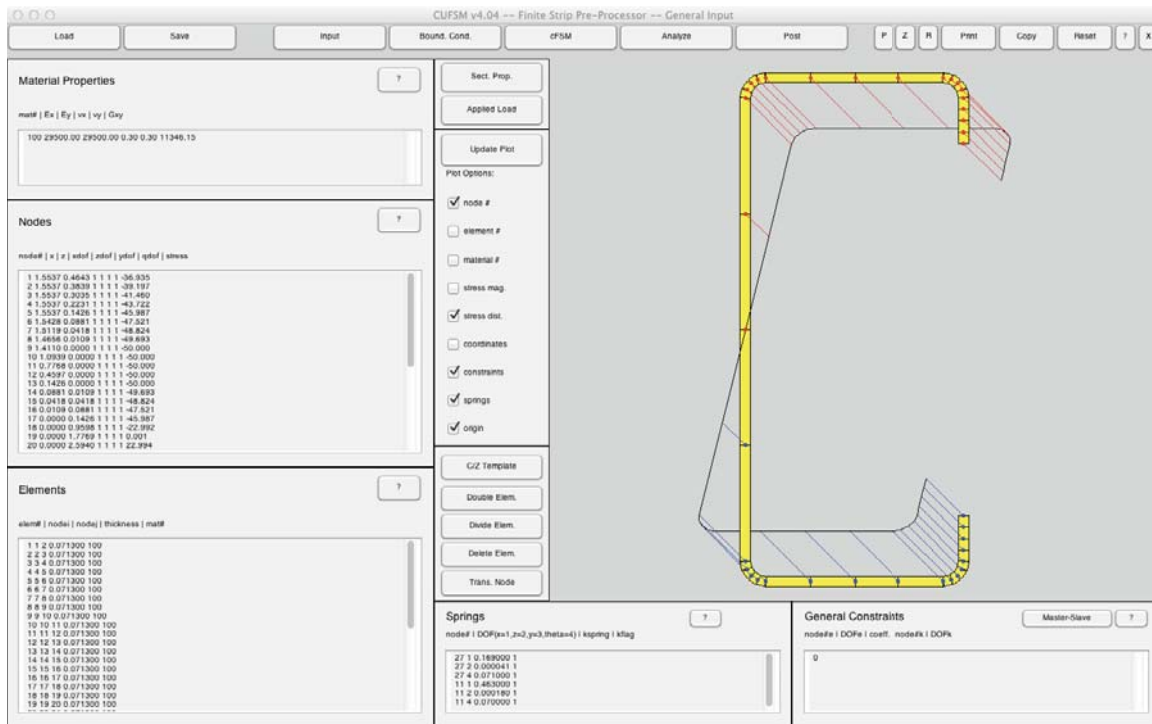 CUFSM v4.04 -- Finite Strip Pre-Processor -- General Input
Load Save Input Bound. Cond. cFSM Analyze Post P Z R Print Copy Reset ? X
Material Properties ?
mat# | Ex | Ey | vx | vy | Gxy
100 29500.00 29500.00 0.30 0.30 11346.15
Nodes ?
node# | x | z | xdof | zdof | ydof | qdof | stress
1 1.5537 0.4643 1 1 1 1 -36.935
2 1.5537 0.3839 1 1 1 1 -39.197
3 1.5537 0.3035 1 1 1 1 -41.460
4 1.5537 0.2231 1 1 1 1 -43.722
5 1.5537 0.1426 1 1 1 1 -45.987
6 1.5428 0.0881 1 1 1 1 -47.521
7 1.5119 0.0418 1 1 1 1 -48.824
8 1.4656 0.0109 1 1 1 1 -49.693
9 1.4110 0.0000 1 1 1 1 -50.000
10 1.0939 0.0000 1 1 1 1 -50.000
11 0.7768 0.0000 1 1 1 1 -50.000
12 0.4597 0.0000 1 1 1 1 -50.000
13 0.1426 0.0000 1 1 1 1 -50.000
14 0.0881 0.0109 1 1 1 1 -49.693
15 0.0418 0.0418 1 1 1 1 -48.824
16 0.0109 0.0881 1 1 1 1 -47.521
17 0.0000 0.1426 1 1 1 1 -45.987
18 0.0000 0.9598 1 1 1 1 -22.992
19 0.0000 1.7769 1 1 1 1 0.001
20 0.0000 2.5940 1 1 1 1 22.994
Elements ?
elem# | nodei | nodej | thickness | mat#
1 1 2 0.071300 100
2 2 3 0.071300 100
3 3 4 0.071300 100
4 4 5 0.071300 100
5 5 6 0.071300 100
6 6 7 0.071300 100
7 7 8 0.071300 100
8 8 9 0.071300 100
9 9 10 0.071300 100
10 10 11 0.071300 100
11 11 12 0.071300 100
12 12 13 0.071300 100
13 13 14 0.071300 100
14 14 15 0.071300 100
15 15 16 0.071300 100
16 16 17 0.071300 100
17 17 18 0.071300 100
18 18 19 0.071300 100
19 19 20 0.071300 100
Sect. Prop.
Applied Load
Update Plot
Plot Options:
node #
element #
material #
stress mag.
stress dist.
coordinates
constraints
springs
origin
C/Z Template
Double Elem.
Divide Elem.
Delete Elem.
Trans. Node
Springs ?
node# | DOF(x=1,z=2,y=3,theta=4) | kspring | kflag
27 1 0.169000 1
27 2 0.000041 1
27 4 0.071000 1
11 1 0.463000 1
11 2 0.000180 1
11 4 0.070000 1
General Constraints Master-Slave ?
node#e | DOFe | coeff. node#k | DOFk
0